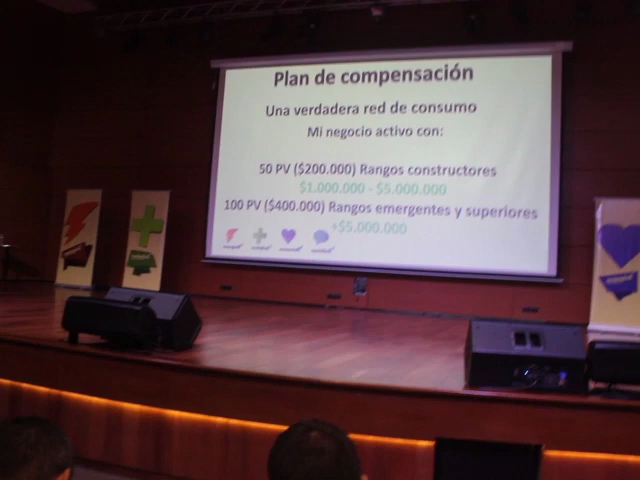 Plan de compensación
Una verdadera red de consumo
Mi negocio activo con:
50 PV ($200.000) Rangos constructores
$1.000.000 - $5.000.000
100 PV ($400.000) Rangos emergentes y superiores
+$5.000.000